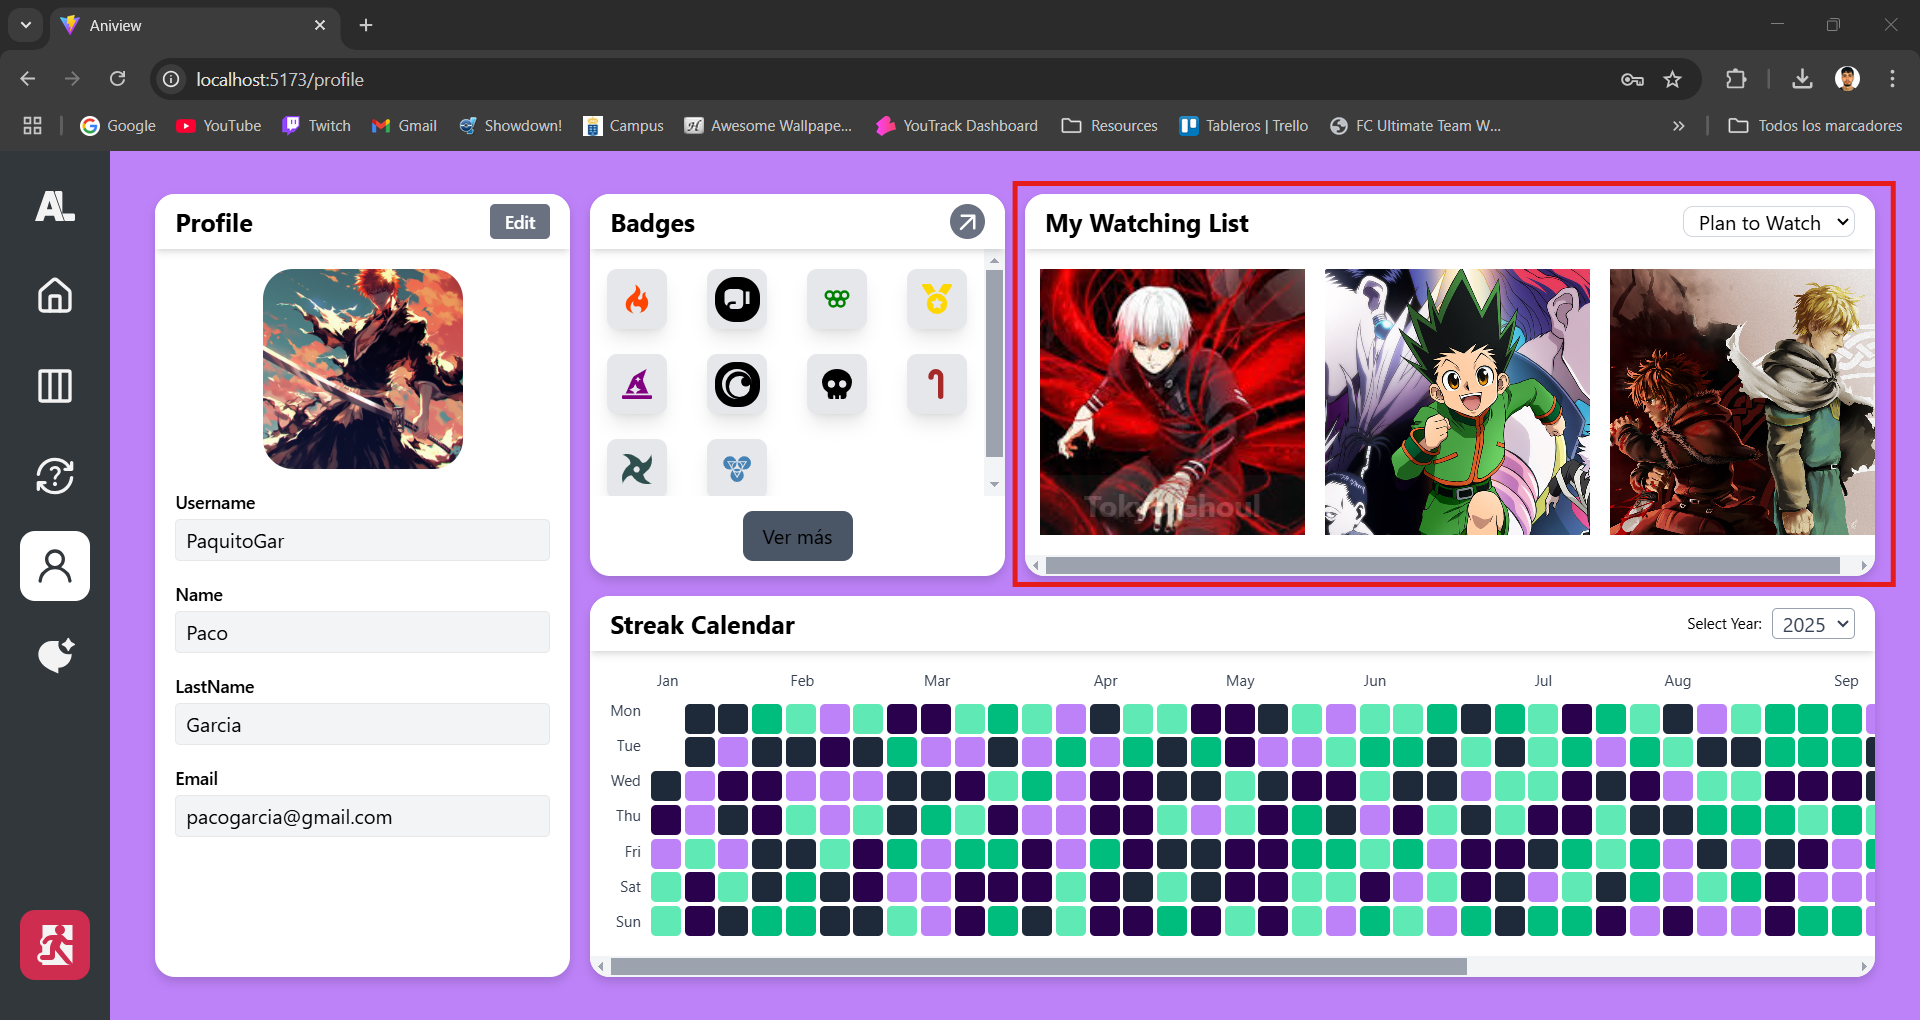 Aniview
localhost:5173/profile
Google YouTube Twitch Gmail Showdown! Campus Awesome Wallpape... YouTrack Dashboard Resources Tableros | Trello FC Ultimate Team W... » Todos los marcadores
AL
Profile Edit
Username
PaquitoGar
Name
Paco
LastName
Garcia
Email
pacogarcia@gmail.com
Badges
Ver más
My Watching List Plan to Watch
Tokyo Ghoul
Streak Calendar Select Year: 2025
Jan Feb Mar Apr May Jun Jul Aug Sep
Mon
Tue
Wed
Thu
Fri
Sat
Sun